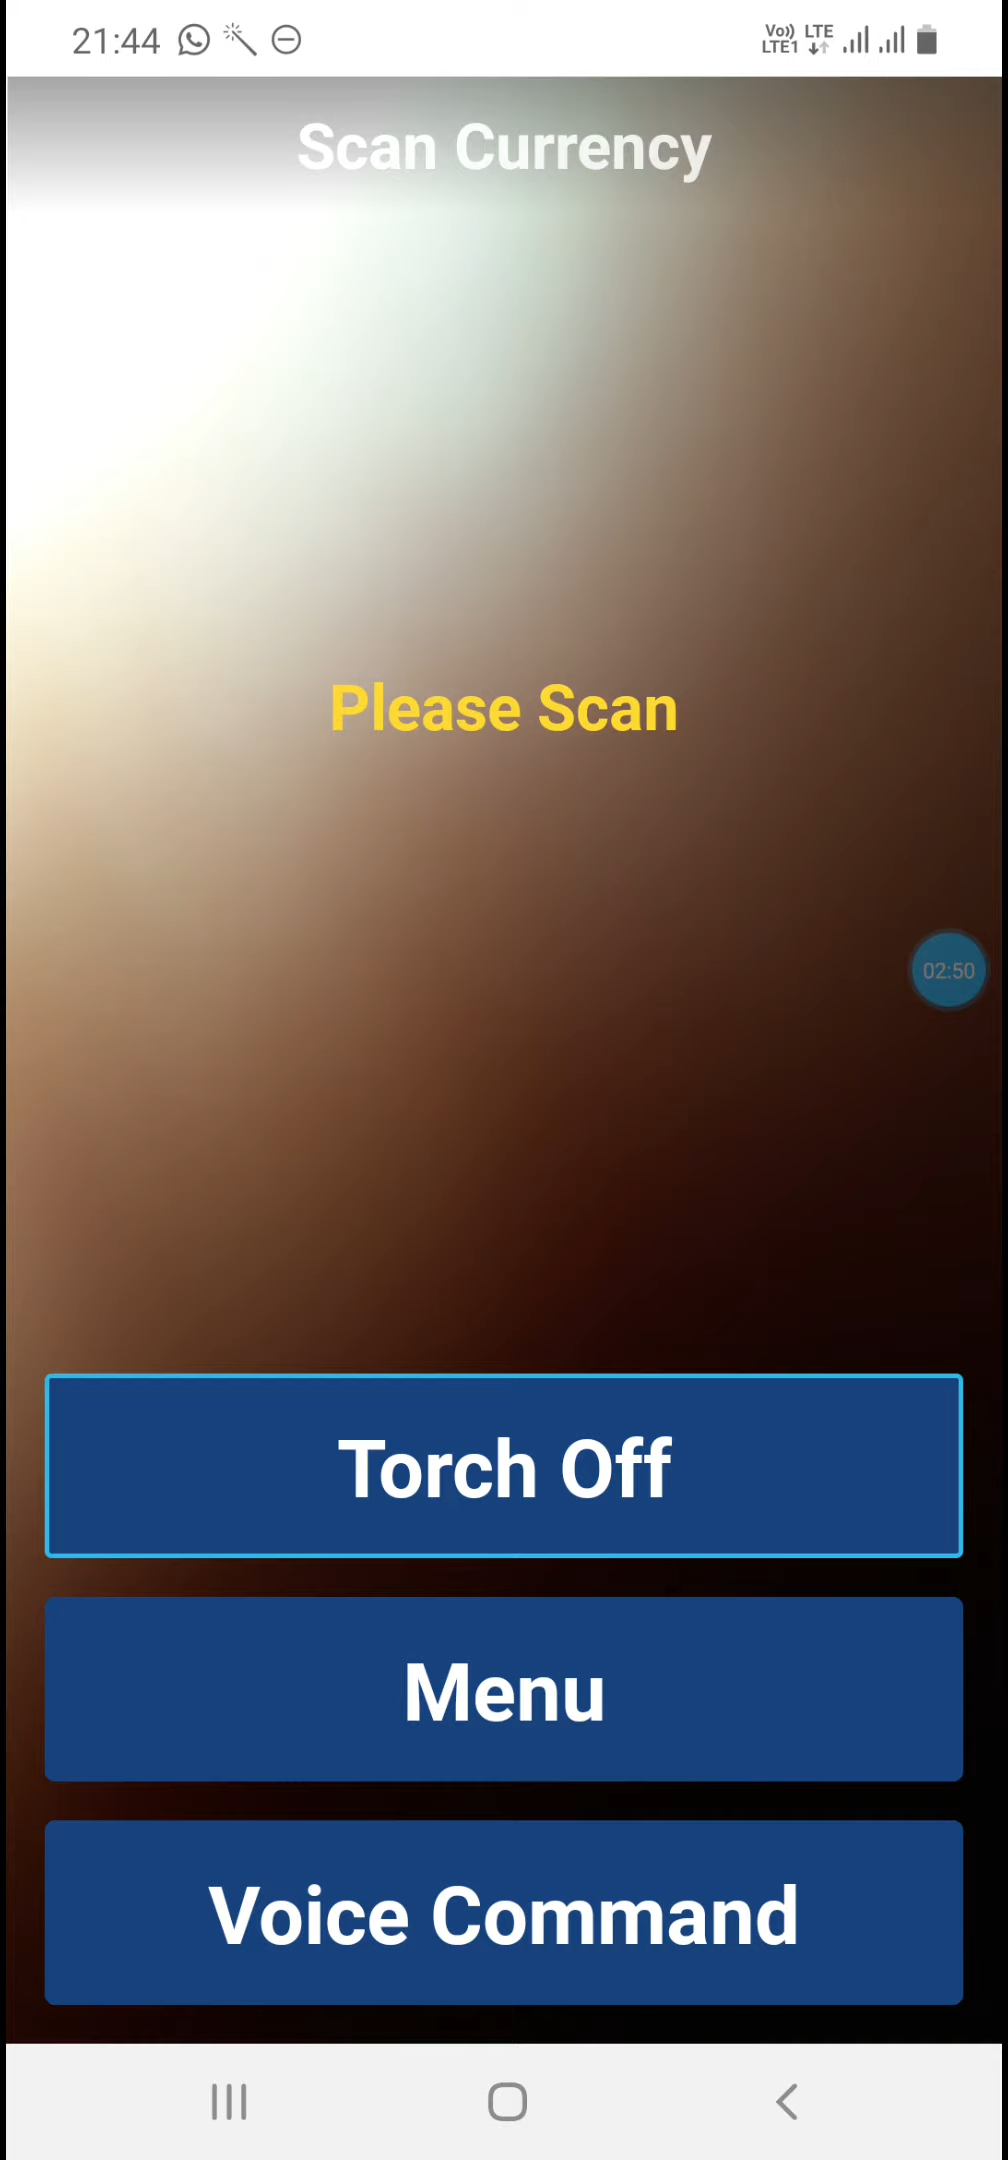 21:44 Vo)) LTE
LTE1
Scan Currency
Please Scan
02:50
Torch Off
Menu
Voice Command